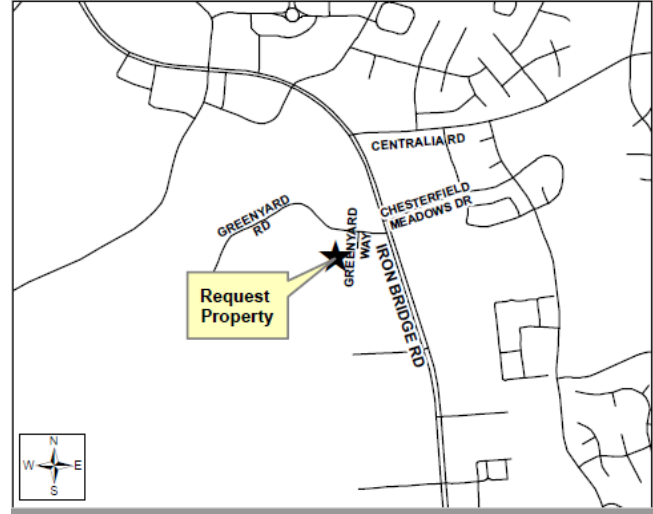 CENTRALIA RD
CHESTERFIELD
MEADOWS DR
GREENYARD
RD
GREENYARD
WAY
IRON BRIDGE RD
Request
Property
N
W E
S